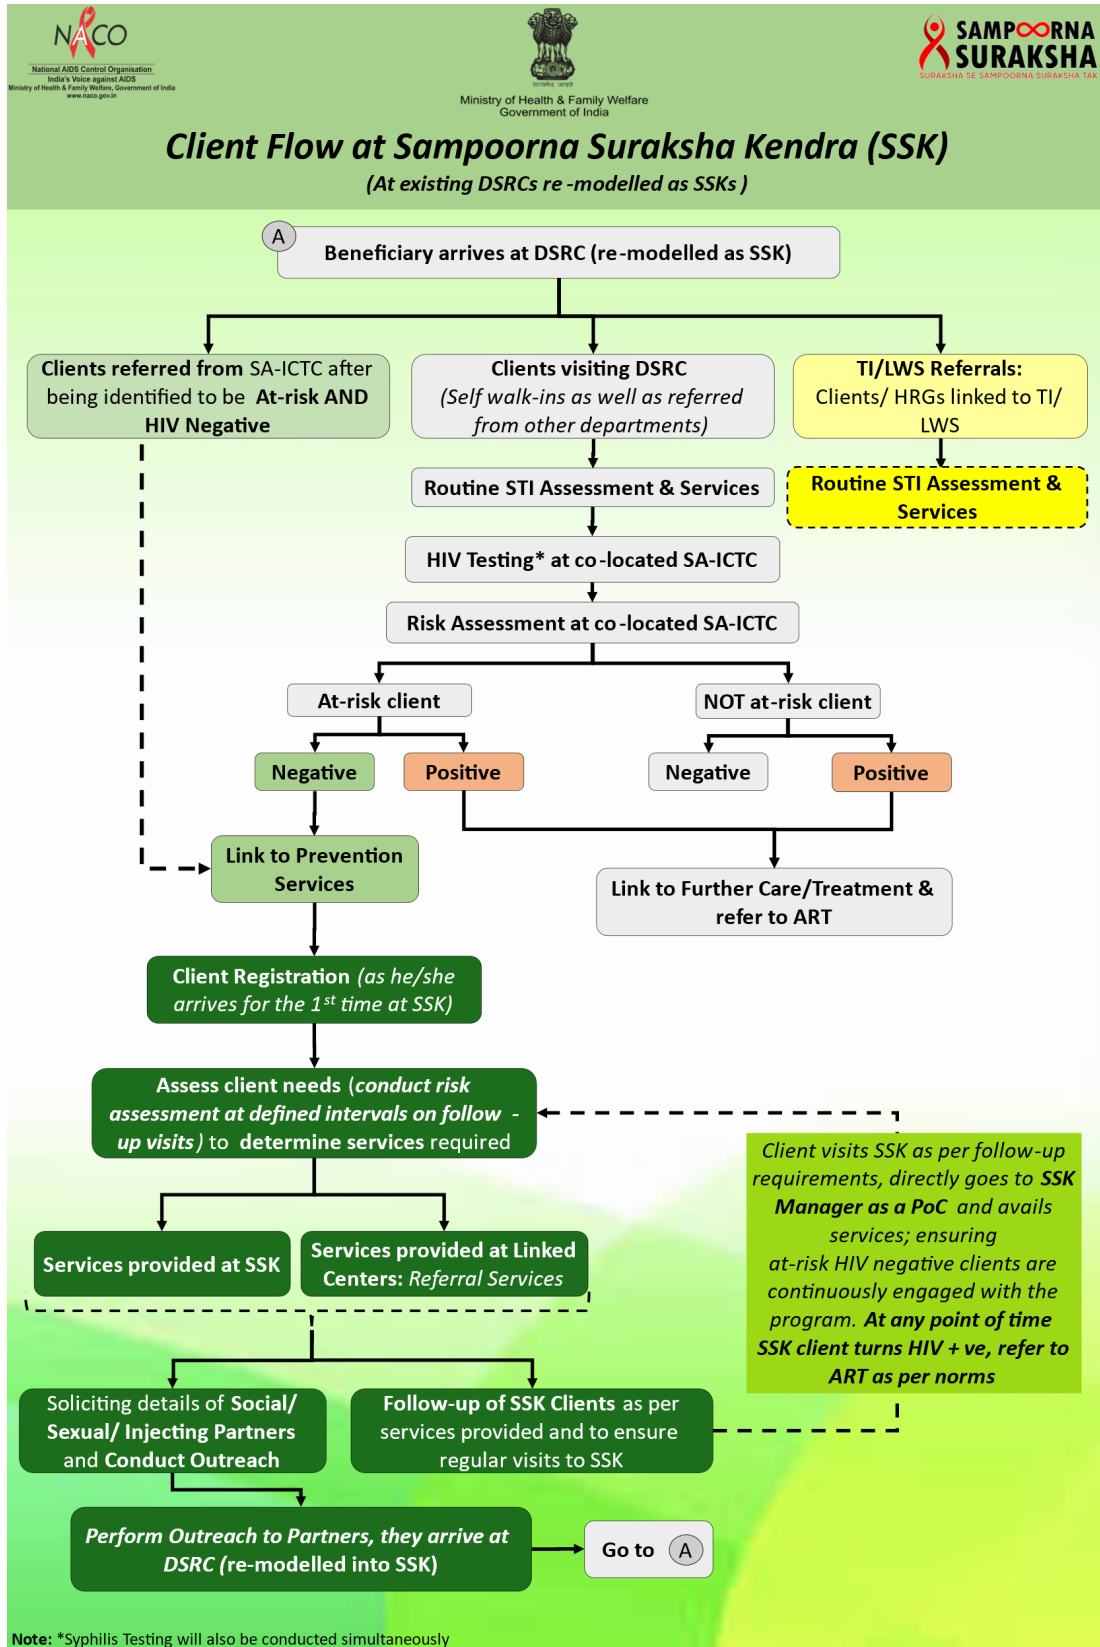 NACO
National AIDS Control Organisation
India's Voice against AIDS
Ministry of Health & Family Welfare, Government of India
www.naco.gov.in
सत्यमेव जयते
Ministry of Health & Family Welfare
Government of India
SAMPOORNA
SURAKSHA
SURAKSHA SE SAMPOORNA SURAKSHA TAK
Client Flow at Sampoorna Suraksha Kendra (SSK)
(At existing DSRCs re-modelled as SSKs )
A
Beneficiary arrives at DSRC (re-modelled as SSK)
Clients referred from SA-ICTC after
being identified to be At-risk AND
HIV Negative
Clients visiting DSRC
(Self walk-ins as well as referred
from other departments)
TI/LWS Referrals:
Clients/ HRGs linked to TI/
LWS
Routine STI Assessment & Services
Routine STI Assessment &
Services
HIV Testing* at co-located SA-ICTC
Risk Assessment at co-located SA-ICTC
At-risk client
NOT at-risk client
Negative
Positive
Negative
Positive
Link to Prevention
Services
Link to Further Care/Treatment &
refer to ART
Client Registration (as he/she
arrives for the 1st time at SSK)
Assess client needs (conduct risk
assessment at defined intervals on follow -
up visits) to determine services required
Client visits SSK as per follow-up
requirements, directly goes to SSK
Manager as a PoC and avails
services; ensuring
at-risk HIV negative clients are
continuously engaged with the
program. At any point of time
SSK client turns HIV +ve, refer to
ART as per norms
Services provided at SSK
Services provided at Linked
Centers: Referral Services
Soliciting details of Social/
Sexual/ Injecting Partners
and Conduct Outreach
Follow-up of SSK Clients as per
services provided and to ensure
regular visits to SSK
Perform Outreach to Partners, they arrive at
DSRC (re-modelled into SSK)
Go to A
Note: *Syphilis Testing will also be conducted simultaneously